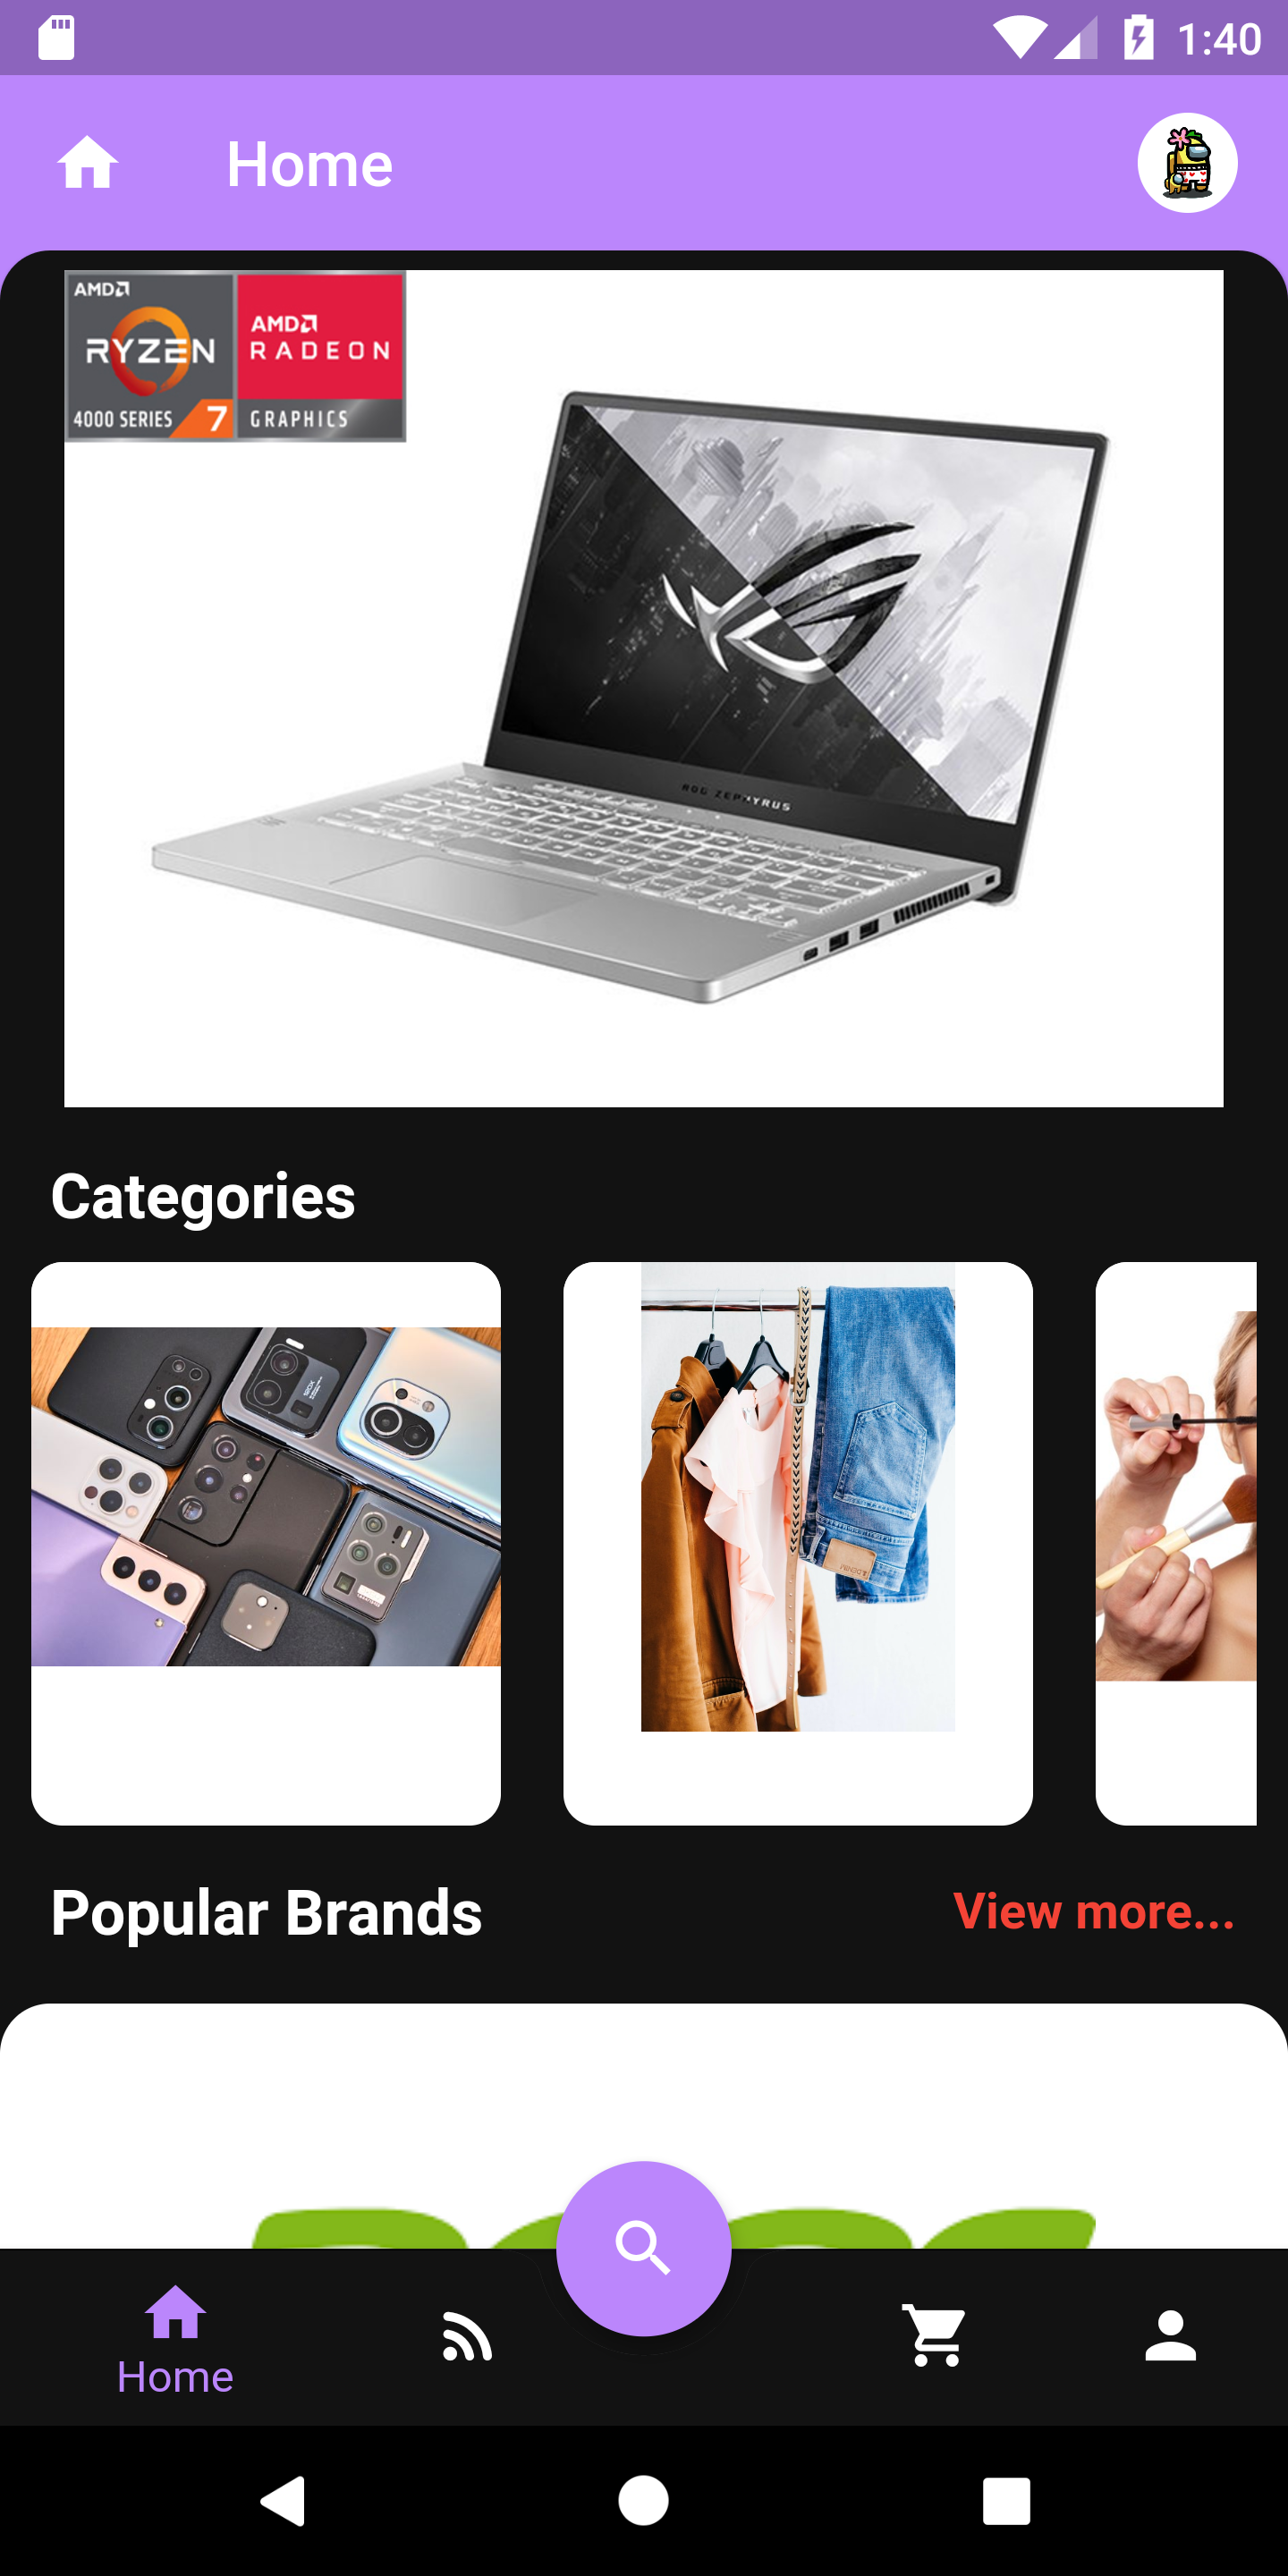 1:40
Home
AMD
RYZEN
4000 SERIES 7
AMD
RADEON
GRAPHICS
ROG ZEPHYRUS
Categories
Popular Brands
View more...
Home